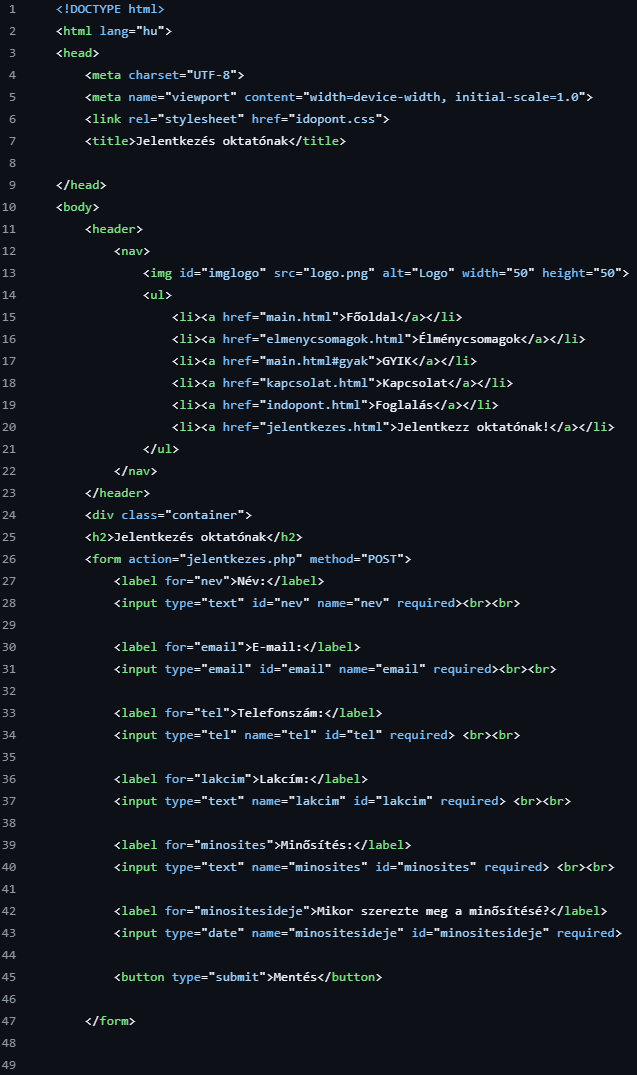 1 <!DOCTYPE html>
2 <html lang="hu">
3 <head>
4 <meta charset="UTF-8">
5 <meta name="viewport" content="width=device-width, initial-scale=1.0">
6 <link rel="stylesheet" href="idopont.css">
7 <title>Jelentkezés oktatónak</title>
8
9 </head>
10 <body>
11 <header>
12 <nav>
13 <img id="imglogo" src="logo.png" alt="Logo" width="50" height="50">
14 <ul>
15 <li><a href="main.html">Főoldal</a></li>
16 <li><a href="elmenycsomagok.html">Élménycsomagok</a></li>
17 <li><a href="main.html#gyak">GYIK</a></li>
18 <li><a href="kapcsolat.html">Kapcsolat</a></li>
19 <li><a href="indopont.html">Foglalás</a></li>
20 <li><a href="jelentkezes.html">Jelentkezz oktatónak!</a></li>
21 </ul>
22 </nav>
23 </header>
24 <div class="container">
25 <h2>Jelentkezés oktatónak</h2>
26 <form action="jelentkezes.php" method="POST">
27 <label for="nev">Név:</label>
28 <input type="text" id="nev" name="nev" required><br><br>
29
30 <label for="email">E-mail:</label>
31 <input type="email" id="email" name="email" required><br><br>
32
33 <label for="tel">Telefonszám:</label>
34 <input type="tel" name="tel" id="tel" required> <br><br>
35
36 <label for="lakcim">Lakcím:</label>
37 <input type="text" name="lakcim" id="lakcim" required> <br><br>
38
39 <label for="minosites">Minősítés:</label>
40 <input type="text" name="minosites" id="minosites" required> <br><br>
41
42 <label for="minositesideje">Mikor szerezte meg a minősítésé?</label>
43 <input type="date" name="minositesideje" id="minositesideje" required>
44
45 <button type="submit">Mentés</button>
46
47 </form>
48
49